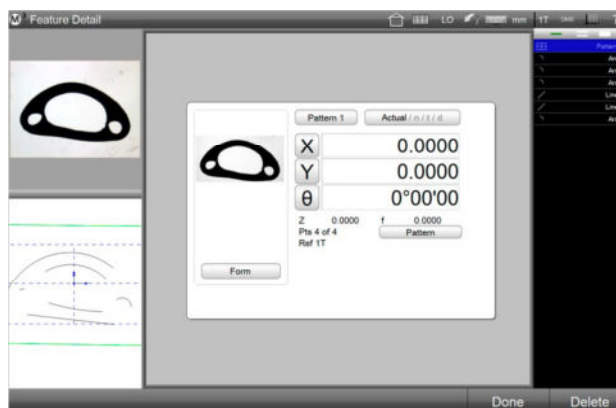 Feature Detail
LO
mm
1T
Pattern 1
Actual / n / t / d
X 0.0000
Y 0.0000
θ 0°00'00
Z 0.0000 f 0.0000
Pts 4 of 4
Pattern
Ref 1T
Form
Pattern
Arc
Arc
Arc
Line
Line
Arc
Done
Delete